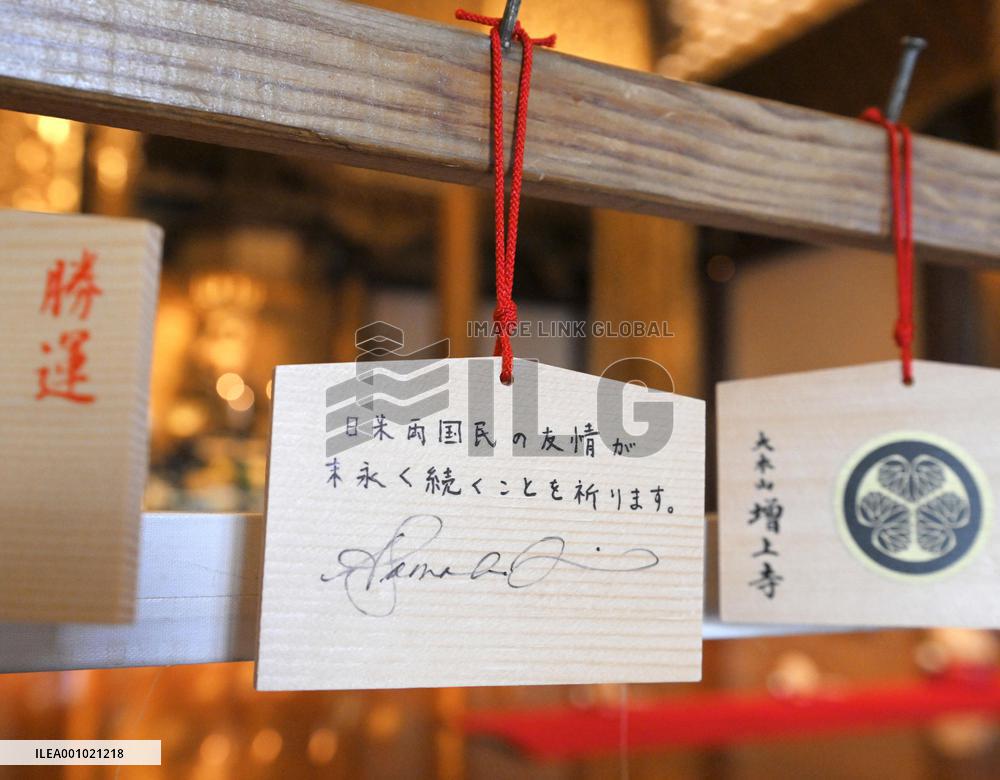 勝運
IMAGE LINK GLOBAL
ILG
日米両国民の友情が
末永く続くことを祈ります。
大本山
増上寺
ILEA001021218